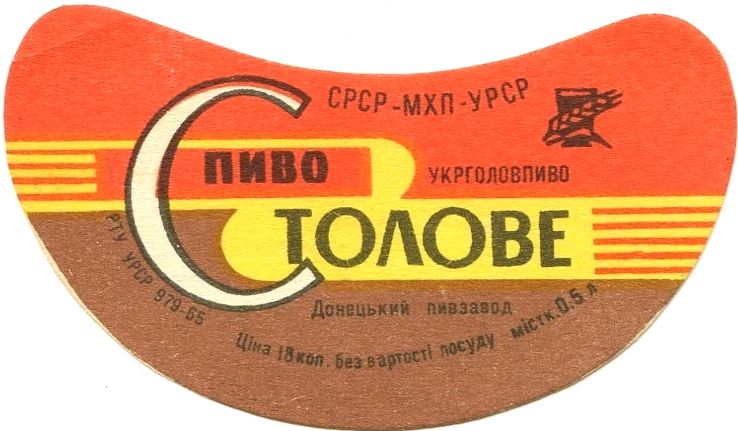 СРСР-МХП-УРСР
ПИВО
УКРГОЛОВПИВО
СТОЛОВЕ
РТУ УРСР 979-65
Донецький пивзавод
Ціна 18 коп. без вартості посуду містк. 0,5 л